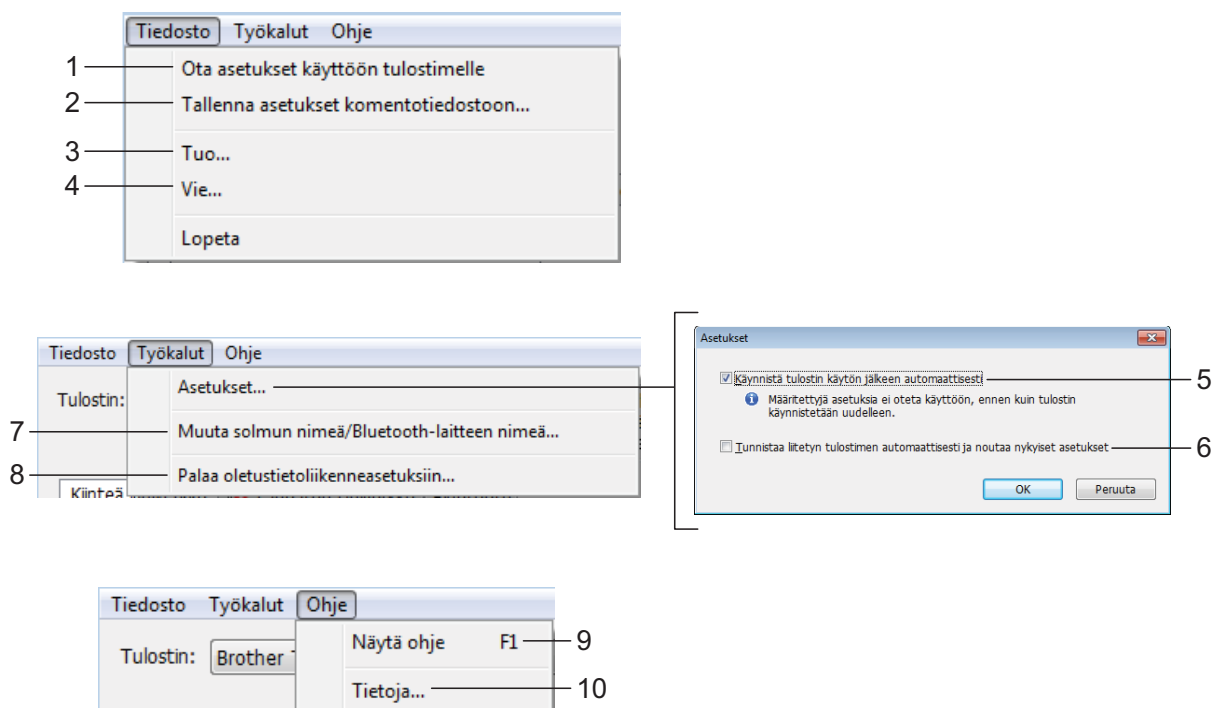 Tiedosto Työkalut Ohje
1 Ota asetukset käyttöön tulostimelle
2 Tallenna asetukset komentotiedostoon...
3 Tuo...
4 Vie...
Lopeta
Tiedosto Työkalut Ohje
Tulostin:
Asetukset...
7 Muuta solmun nimeä/Bluetooth-laitteen nimeä...
8 Palaa oletustietoliikenneasetuksiin...
Kiinteä
Asetukset
Käynnistä tulostin käytön jälkeen automaattisesti 5
Määritettyjä asetuksia ei oteta käyttöön, ennen kuin tulostin
käynnistetään uudelleen.
Tunnistaa liitetyn tulostimen automaattisesti ja noutaa nykyiset asetukset 6
OK Peruuta
Tiedosto Työkalut Ohje
Tulostin: Brother
Näytä ohje F1 9
Tietoja... 10